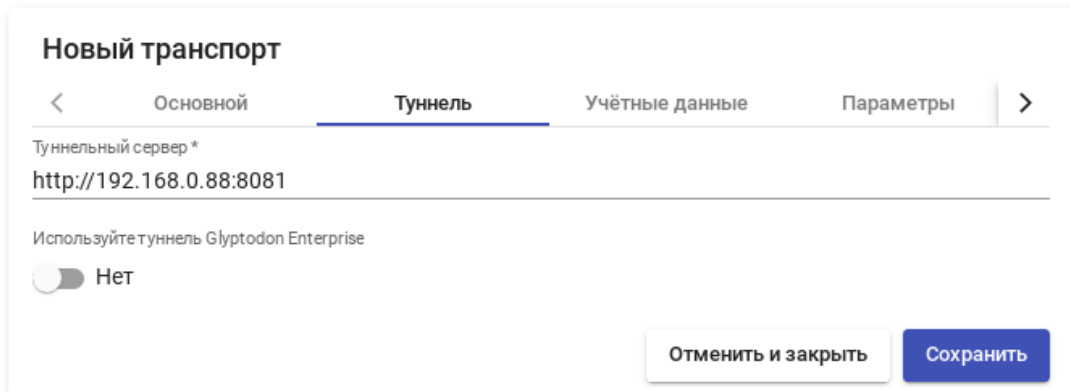 Новый транспорт
Основной Туннель Учётные данные Параметры
Туннельный сервер *
http://192.168.0.88:8081
Используйте туннель Glyptodon Enterprise
Нет
Отменить и закрыть Сохранить